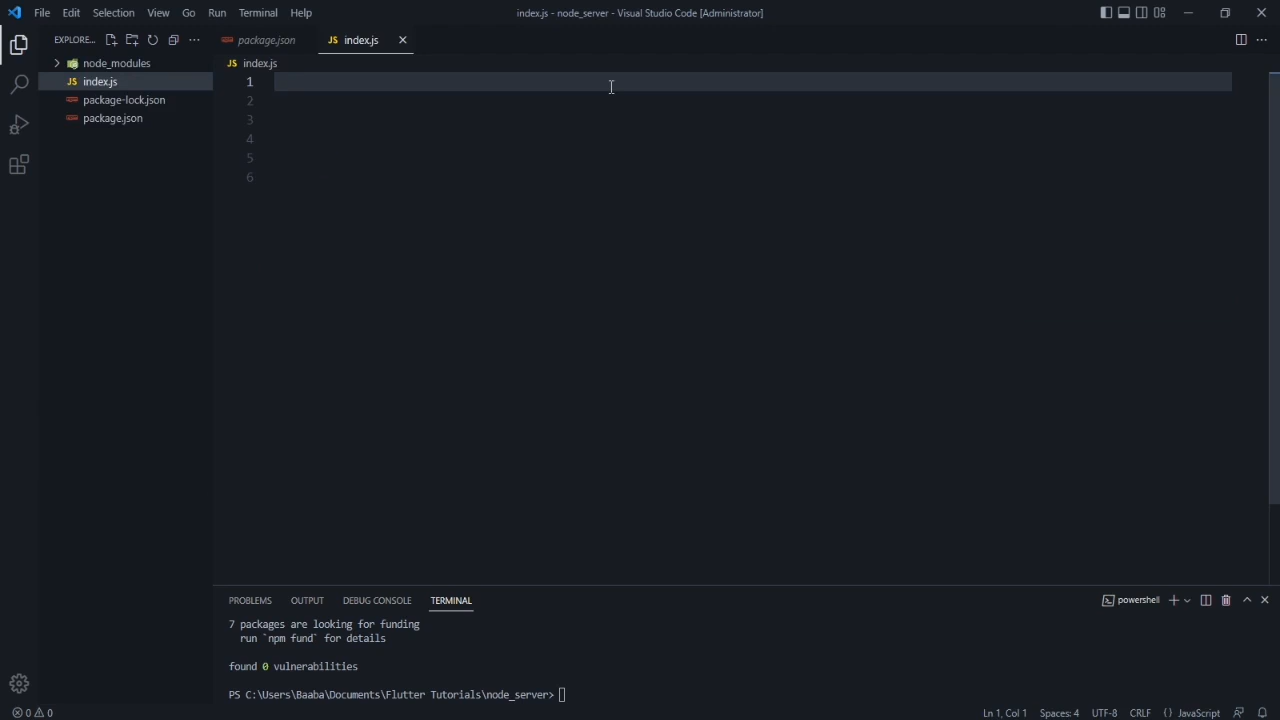 File Edit Selection View Go Run Terminal Help
index.js - node_server - Visual Studio Code [Administrator]
EXPLORE...
package.json
JS index.js
node_modules
JS index.js
package-lock.json
package.json
JS index.js
1
2
3
4
5
6
PROBLEMS OUTPUT DEBUG CONSOLE TERMINAL
powershell
7 packages are looking for funding
run `npm fund` for details
found 0 vulnerabilities
PS C:\Users\Baaba\Documents\Flutter Tutorials\node_server>
0 0
Ln 1, Col 1 Spaces: 4 UTF-8 CRLF {} JavaScript